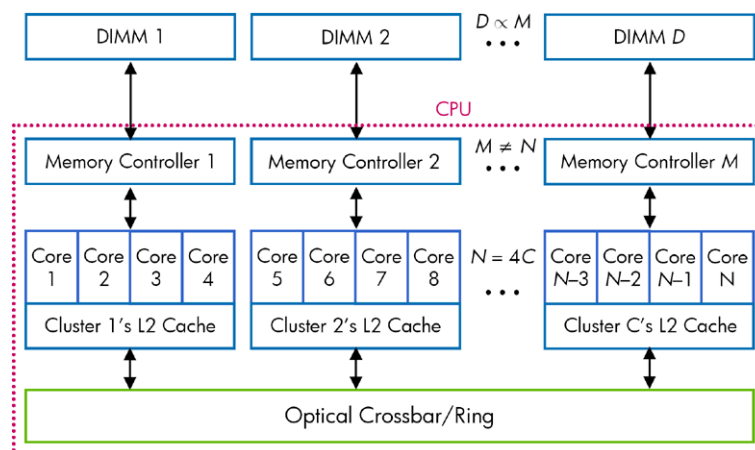 DIMM 1
DIMM 2
D ∝ M
• • •
DIMM D
CPU
Memory Controller 1
Memory Controller 2
M ≠ N
• • •
Memory Controller M
Core
1
Core
2
Core
3
Core
4
Core
5
Core
6
Core
7
Core
8
N = 4C
• • •
Core
N–3
Core
N–2
Core
N–1
Core
N
Cluster 1's L2 Cache
Cluster 2's L2 Cache
Cluster C's L2 Cache
Optical Crossbar/Ring